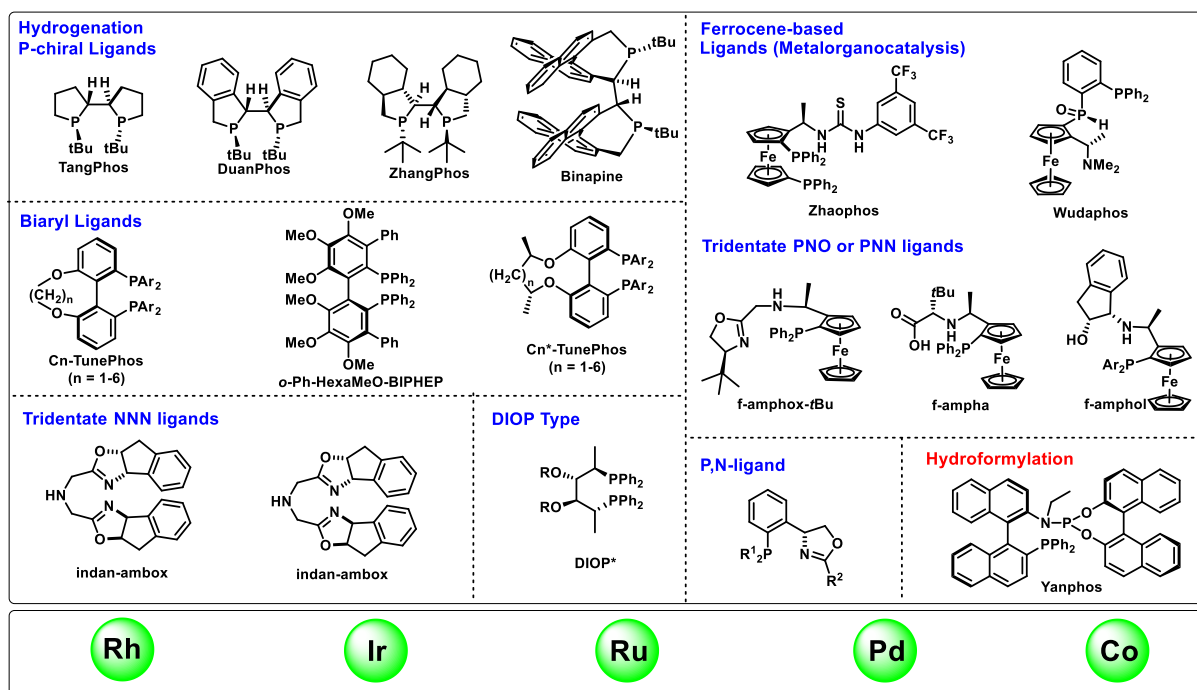 Hydrogenation
P-chiral Ligands
H H
P P
tBu tBu
TangPhos
H H
P P
tBu tBu
DuanPhos
H
H
P P
ZhangPhos
P tBu
H
H
P tBu
Binapine
Ferrocene-based
Ligands (Metalorganocatalysis)
CF3
S
N N
H H
CF3
Fe PPh2
PPh2
Zhaophos
PPh2
O P
H
Fe
NMe2
Wudaphos
Biaryl Ligands
O
(CH2)n
O
PAr2
PAr2
Cn-TunePhos
(n = 1-6)
OMe
MeO Ph
MeO PPh2
MeO PPh2
MeO Ph
OMe
o-Ph-HexaMeO-BIPHEP
O
(H2C)n
O
PAr2
PAr2
Cn*-TunePhos
(n = 1-6)
Tridentate PNO or PNN ligands
H
N
O
N
Ph2P
Fe
f-amphox-tBu
tBu
O N
H
OH Ph2P
Fe
f-ampha
N
H
HO
Ar2P
Fe
f-amphol
Tridentate NNN ligands
O
N
HN
N
O
indan-ambox
O
N
HN
N
O
indan-ambox
DIOP Type
RO PPh2
RO PPh2
DIOP*
P,N-ligand
R1 2P
O
N
R2
Hydroformylation
N P O
O
PPh2
Yanphos
Rh Ir Ru Pd Co